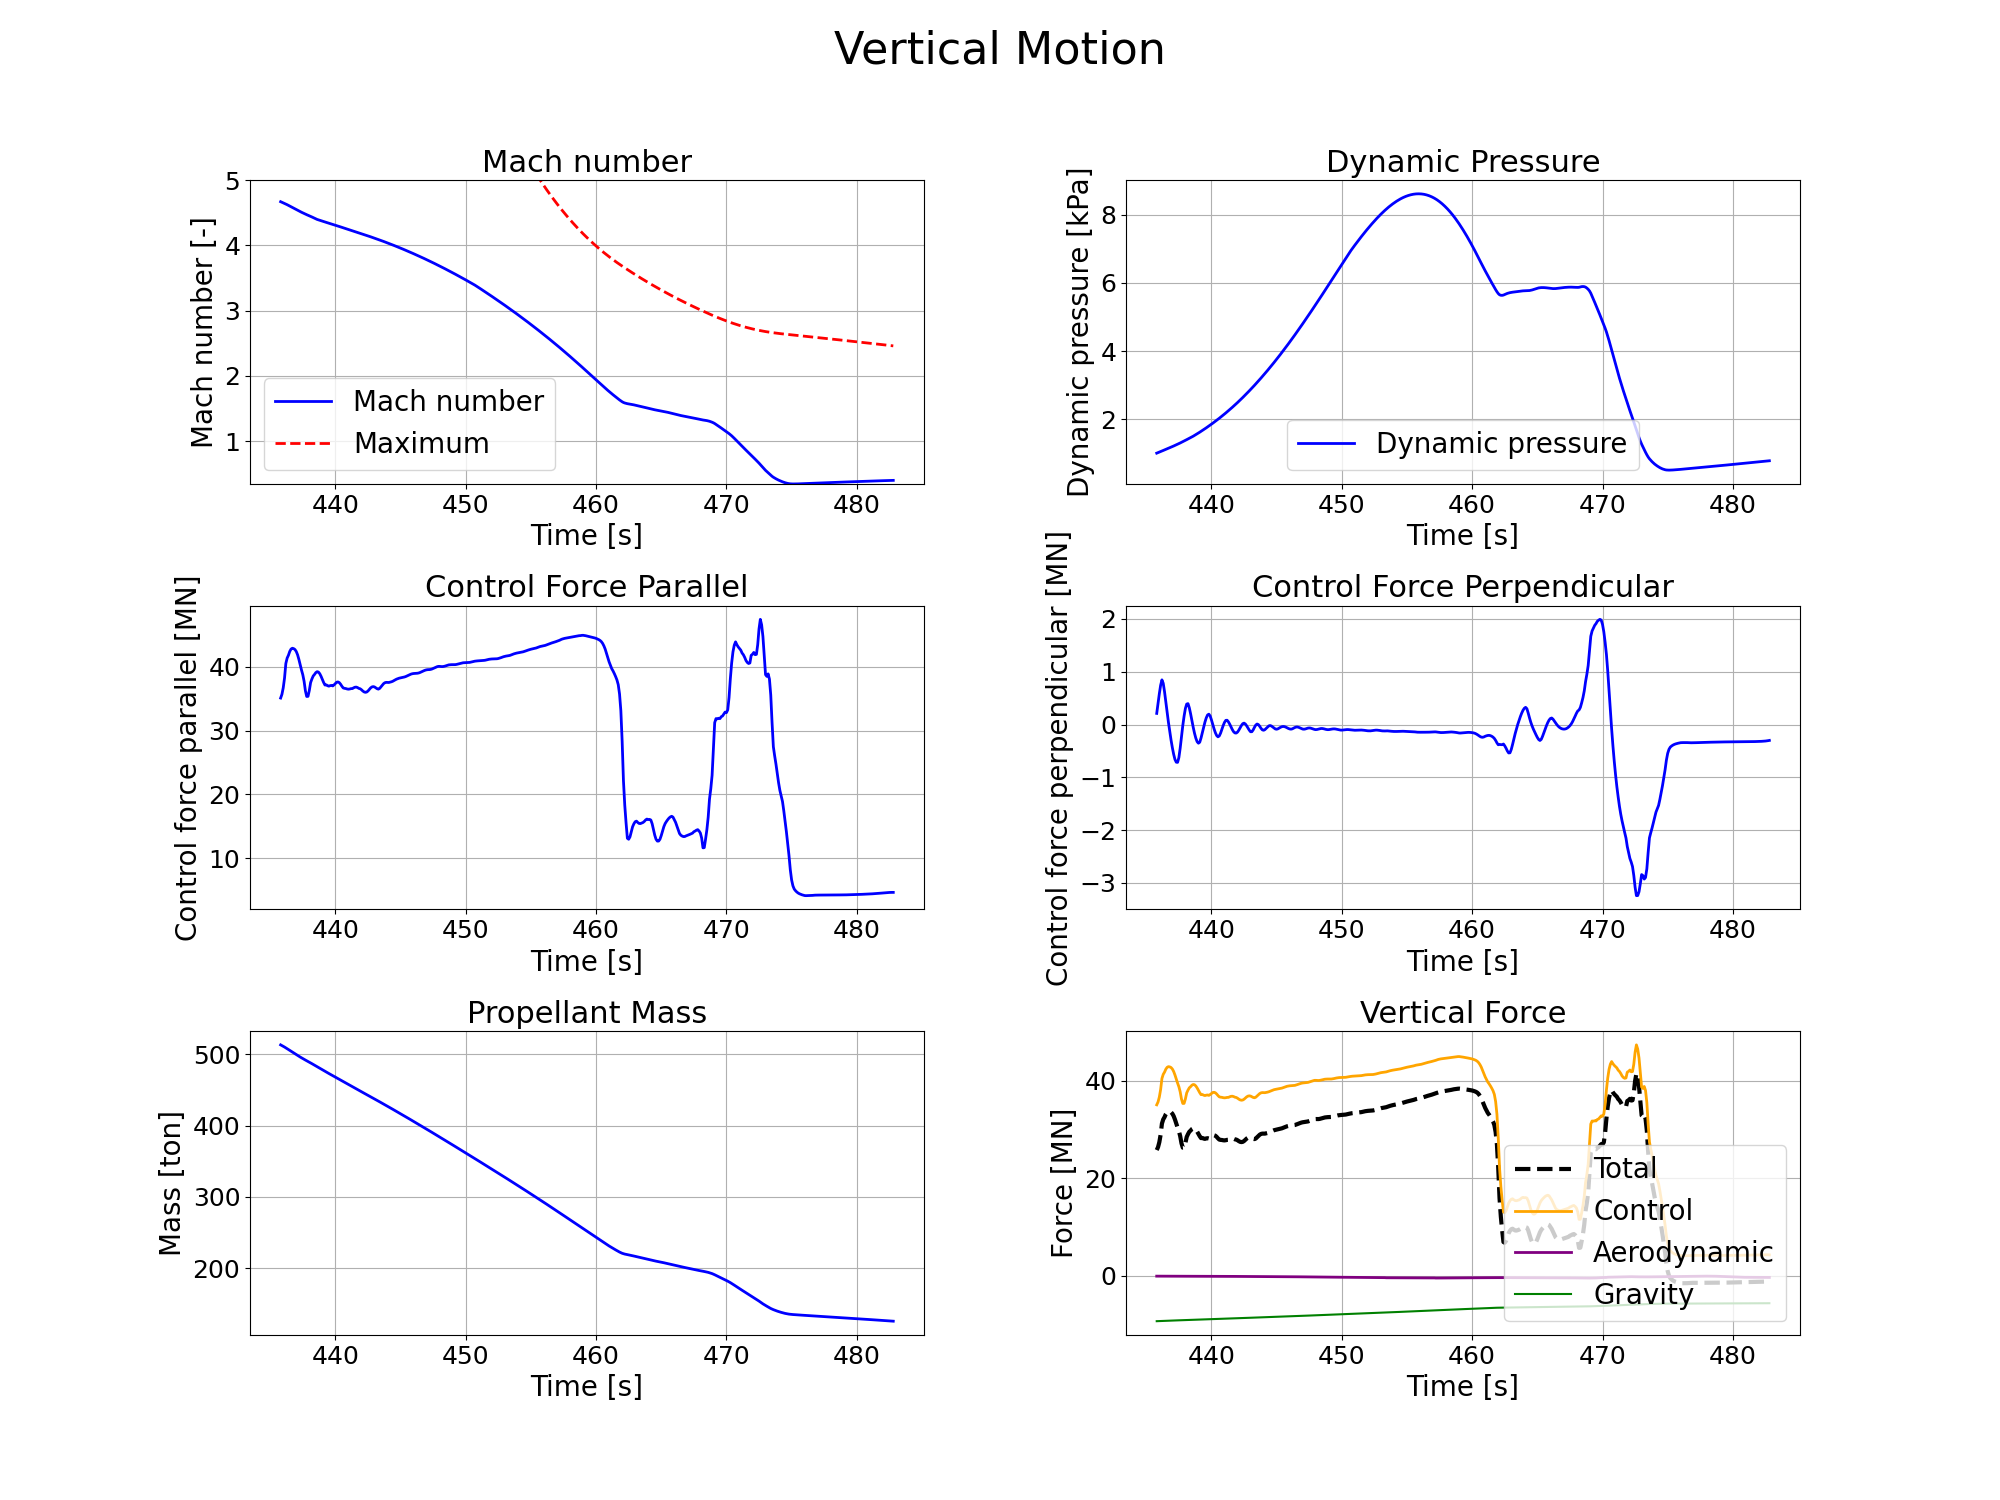 Vertical Motion
Mach number
Mach number [-]
5
4
3
2
1
Mach number
Maximum
440 450 460 470 480
Time [s]
Dynamic Pressure
Dynamic pressure [kPa]
8
6
4
2
Dynamic pressure
440 450 460 470 480
Time [s]
Control Force Parallel
Control force parallel [MN]
40
30
20
10
440 450 460 470 480
Time [s]
Control Force Perpendicular
Control force perpendicular [MN]
2
1
0
−1
−2
−3
440 450 460 470 480
Time [s]
Propellant Mass
Mass [ton]
500
400
300
200
440 450 460 470 480
Time [s]
Vertical Force
Force [MN]
40
20
0
Total
Control
Aerodynamic
Gravity
440 450 460 470 480
Time [s]